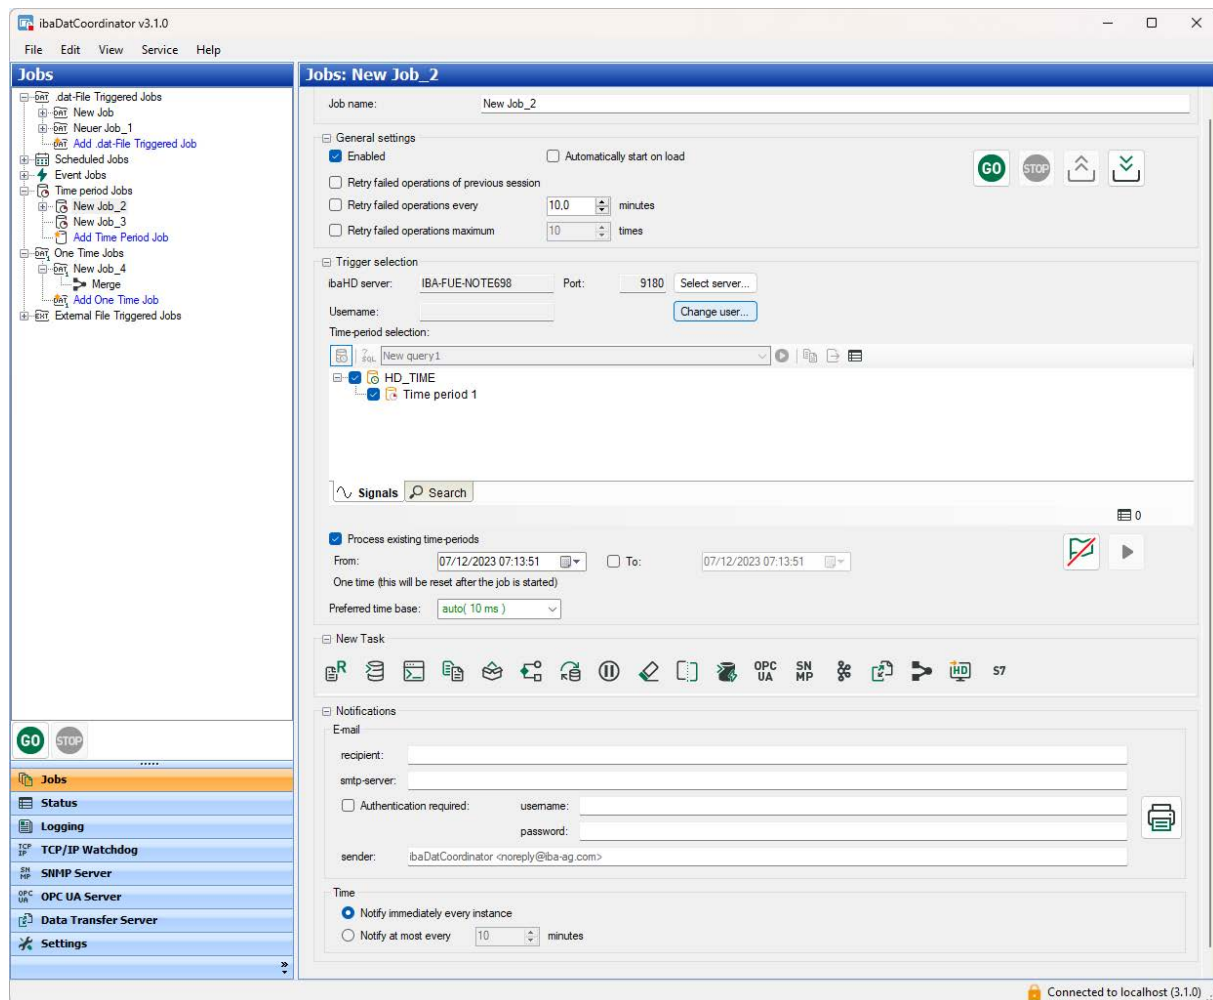 ibaDatCoordinator v3.1.0
File Edit View Service Help
Jobs
.dat-File Triggered Jobs
New Job
Neuer Job_1
Add .dat-File Triggered Job
Scheduled Jobs
Event Jobs
Time period Jobs
New Job_2
New Job_3
Add Time Period Job
One Time Jobs
New Job_4
Merge
Add One Time Job
External File Triggered Jobs
GO STOP
Jobs
Status
Logging
TCP/IP Watchdog
SNMP Server
OPC UA Server
Data Transfer Server
Settings
Jobs: New Job_2
Job name: New Job_2
General settings
Enabled Automatically start on load
GO STOP
Retry failed operations of previous session
Retry failed operations every 10,0 minutes
Retry failed operations maximum 10 times
Trigger selection
ibaHD server: IBA-FUE-NOTE698 Port: 9180 Select server...
Username: Change user...
Time-period selection:
? SQL New query1
HD_TIME
Time period 1
Signals Search
0
Process existing time-periods
From: 07/12/2023 07:13:51 To: 07/12/2023 07:13:51
One time (this will be reset after the job is started)
Preferred time base: auto( 10 ms )
New Task
R OPC UA SN MP HD S7
Notifications
E-mail
recipient:
smtp-server:
Authentication required: username:
password:
sender: ibaDatCoordinator <noreply@iba-ag.com>
Time
Notify immediately every instance
Notify at most every 10 minutes
Connected to localhost (3.1.0)